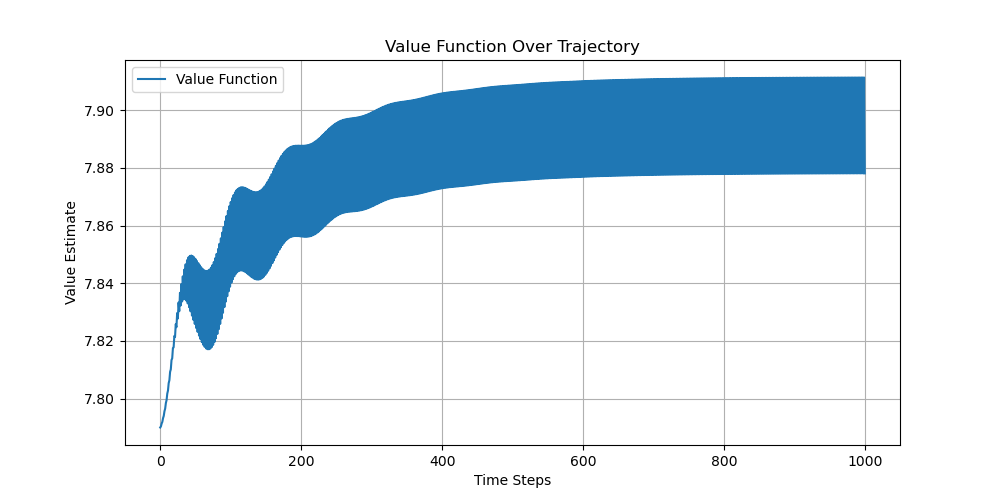 Value Function Over Trajectory
Value Function
7.90
7.88
7.86
7.84
7.82
7.80
Value Estimate
0 200 400 600 800 1000
Time Steps